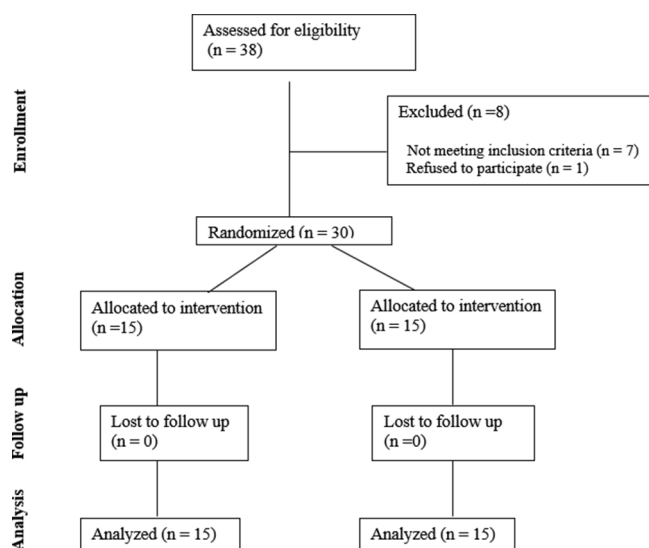 Assessed for eligibility
(n = 38)
Enrollment
Excluded (n =8)
Not meeting inclusion criteria (n = 7)
Refused to participate (n = 1)
Randomized (n = 30)
Allocation
Allocated to intervention
(n =15)
Allocated to intervention
(n = 15)
Follow up
Lost to follow up
(n = 0)
Lost to follow up
(n =0)
Analysis
Analyzed (n = 15)
Analyzed (n = 15)